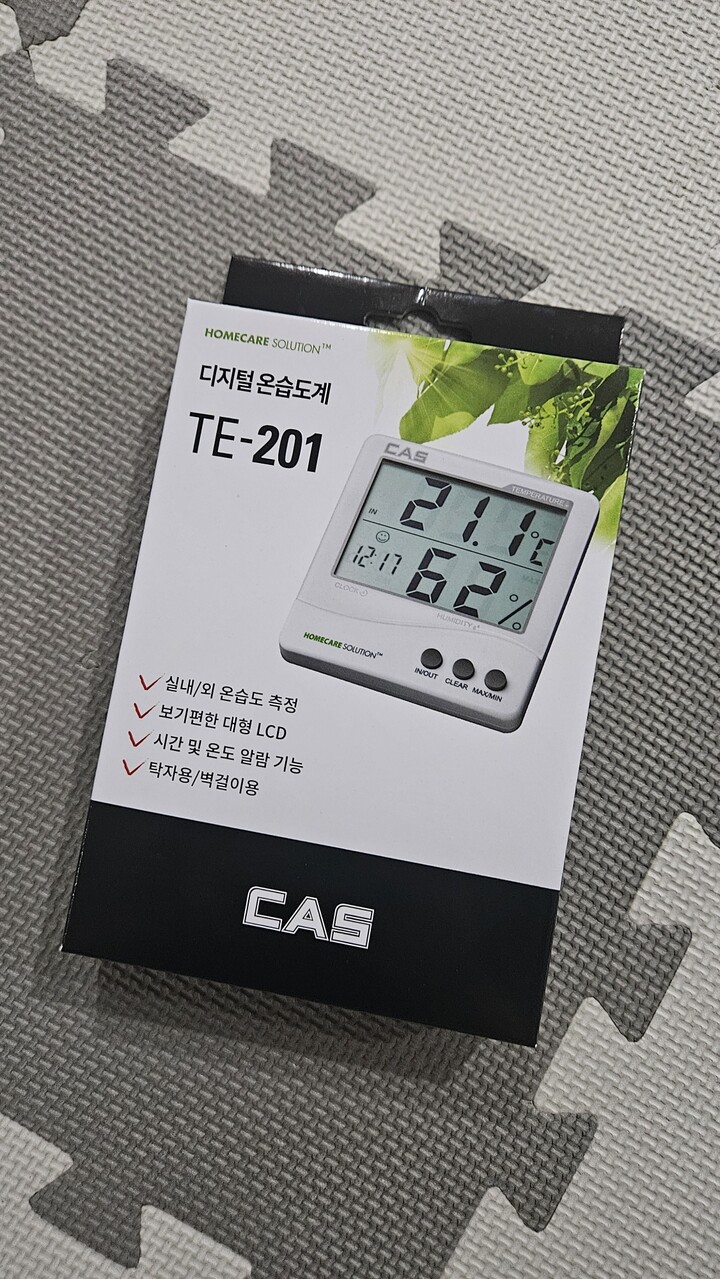 HOMECARE SOLUTION™
디지털 온습도계
TE-201
CAS
TEMPERATURE
IN
21.1℃
12:17
62%
MAX
CLOCK
HUMIDITY
HOMECARE SOLUTION™
IN/OUT CLEAR MAX/MIN
실내/외 온습도 측정
보기편한 대형 LCD
시간 및 온도 알람 기능
탁자용/벽걸이용
CAS